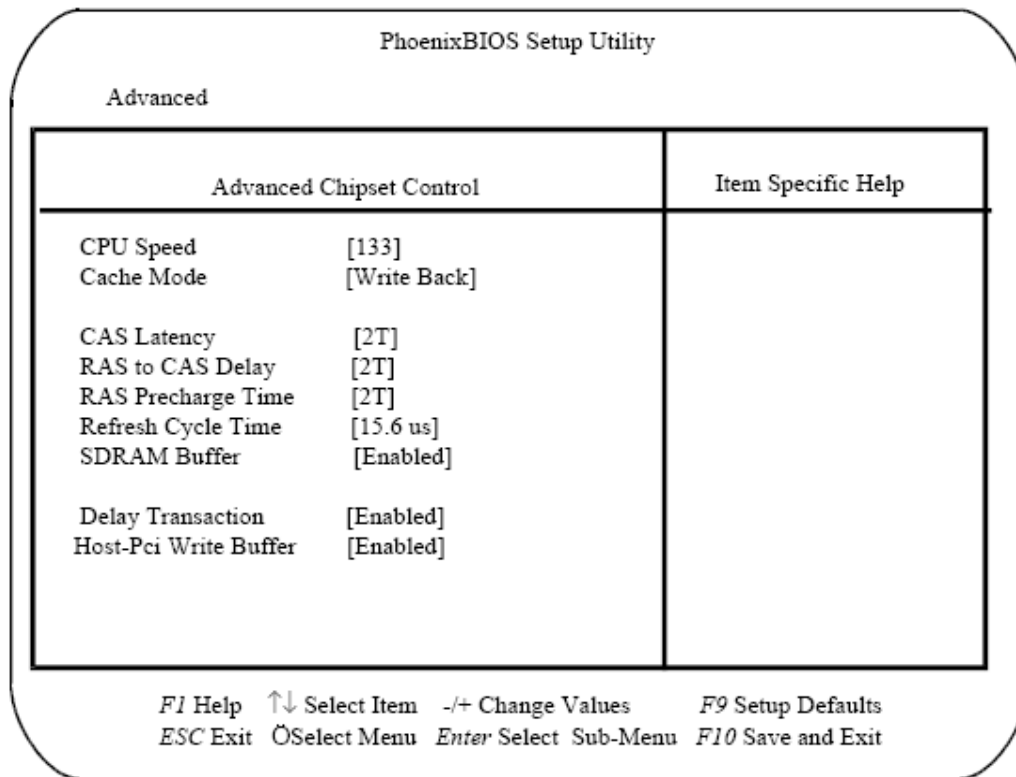 PhoenixBIOS Setup Utility
Advanced
Advanced Chipset Control
Item Specific Help
CPU Speed [133]
Cache Mode [Write Back]
CAS Latency [2T]
RAS to CAS Delay [2T]
RAS Precharge Time [2T]
Refresh Cycle Time [15.6 us]
SDRAM Buffer [Enabled]
Delay Transaction [Enabled]
Host-Pci Write Buffer [Enabled]
F1 Help ↑↓ Select Item -/+ Change Values F9 Setup Defaults
ESC Exit ÖSelect Menu Enter Select Sub-Menu F10 Save and Exit